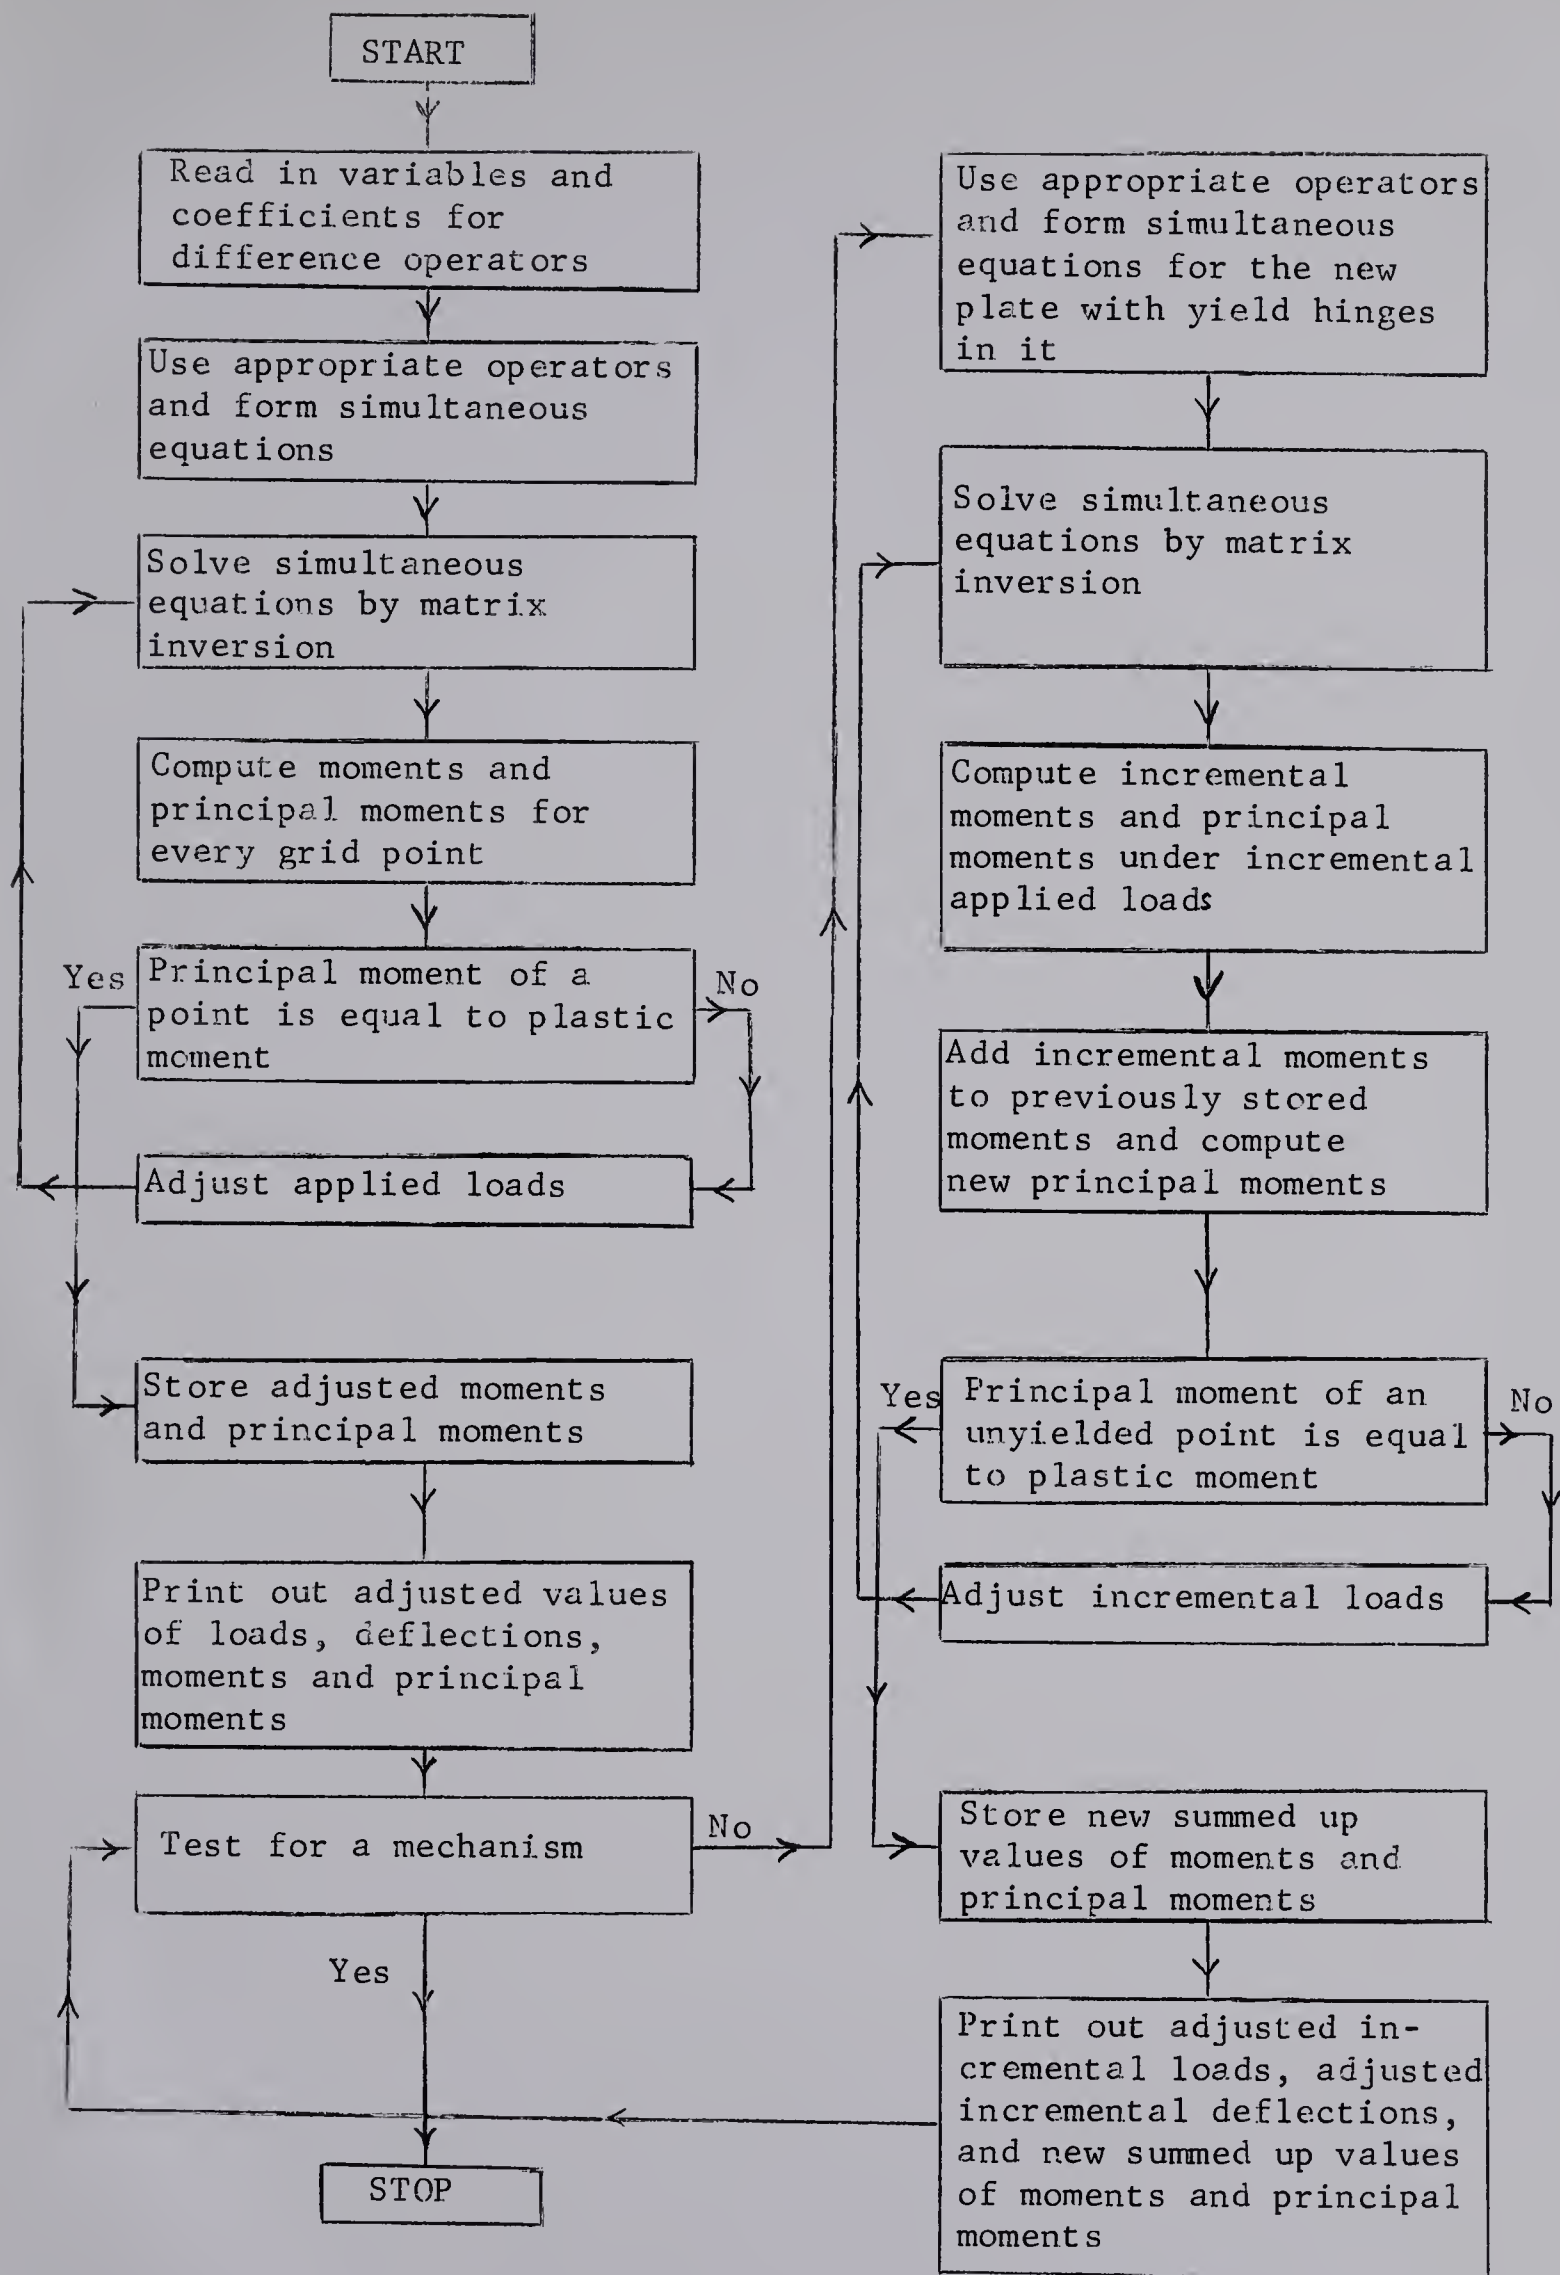 START
Read in variables and
coefficients for
difference operators
Use appropriate operators
and form simultaneous
equations
Solve simultaneous
equations by matrix
inversion
Compute moments and
principal moments for
every grid point
Yes
Principal moment of a
point is equal to plastic
moment
No
Adjust applied loads
Store adjusted moments
and principal moments
Print out adjusted values
of loads, deflections,
moments and principal
moments
Test for a mechanism
No
Yes
STOP
Use appropriate operators
and form simultaneous
equations for the new
plate with yield hinges
in it
Solve simultaneous
equations by matrix
inversion
Compute incremental
moments and principal
moments under incremental
applied loads
Add incremental moments
to previously stored
moments and compute
new principal moments
Yes
Principal moment of an
unyielded point is equal
to plastic moment
No
Adjust incremental loads
Store new summed up
values of moments and
principal moments
Print out adjusted in-
cremental loads, adjusted
incremental deflections,
and new summed up values
of moments and principal
moments